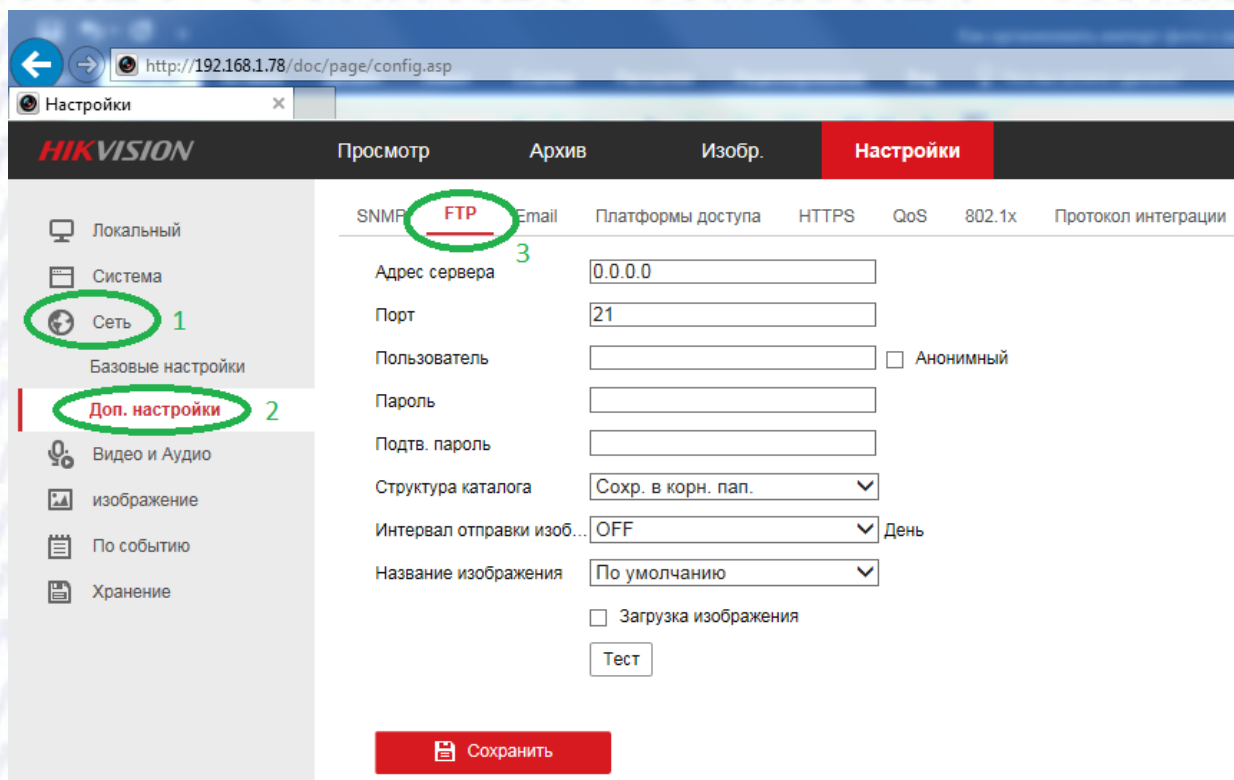 http://192.168.1.78/doc/page/config.asp
Настройки
HIKVISION
Просмотр Архив Изобр. Настройки
SNMP FTP Email Платформы доступа HTTPS QoS 802.1x Протокол интеграции
3
Локальный
Система
Сеть 1
Базовые настройки
Доп. настройки 2
Видео и Аудио
изображение
По событию
Хранение
Адрес сервера 0.0.0.0
Порт 21
Пользователь Анонимный
Пароль
Подтв. пароль
Структура каталога Сохр. в корн. пап.
Интервал отправки изоб... OFF День
Название изображения По умолчанию
Загрузка изображения
Тест
Сохранить